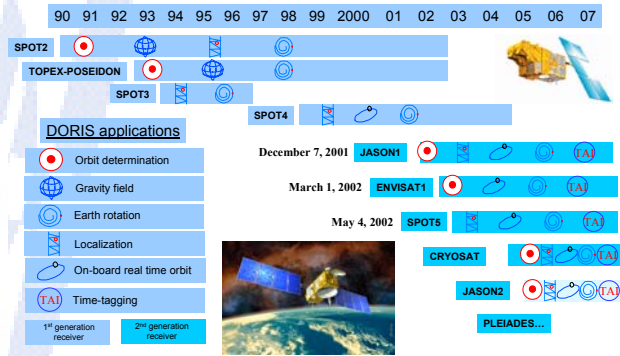 90 91 92 93 94 95 96 97 98 99 2000 01 02 03 04 05 06 07
SPOT2
TOPEX-POSEIDON
SPOT3
SPOT4
DORIS applications
Orbit determination
Gravity field
Earth rotation
Localization
On-board real time orbit
TAI Time-tagging
1st generation receiver
2nd generation receiver
December 7, 2001 JASON1 TAI
March 1, 2002 ENVISAT1 TAI
May 4, 2002 SPOT5 TAI
CRYOSAT TAI
JASON2 TAI
PLEIADES...